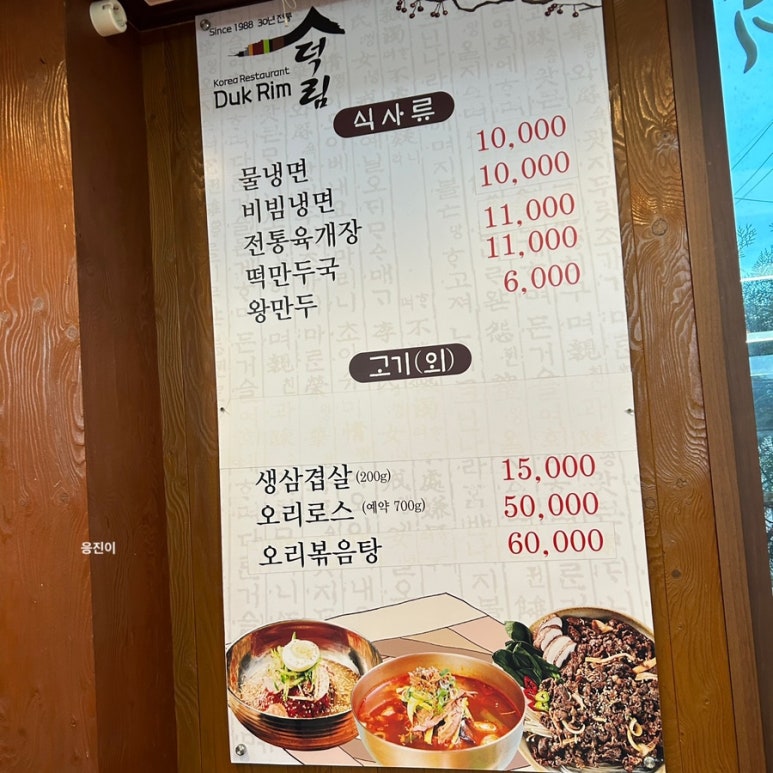 Since 1988 30년 전통
Korea Restaurant
Duk Rim
덕림
식사류
물냉면 10,000
비빔냉면 10,000
전통육개장 11,000
떡만두국 11,000
왕만두 6,000
고기(외)
생삼겹살 (200g) 15,000
오리로스 (예약 700g) 50,000
오리볶음탕 60,000
웅진이